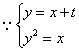 ∵ { y = x + t
y² = x